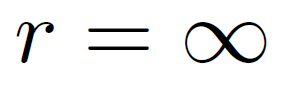 r = ∞